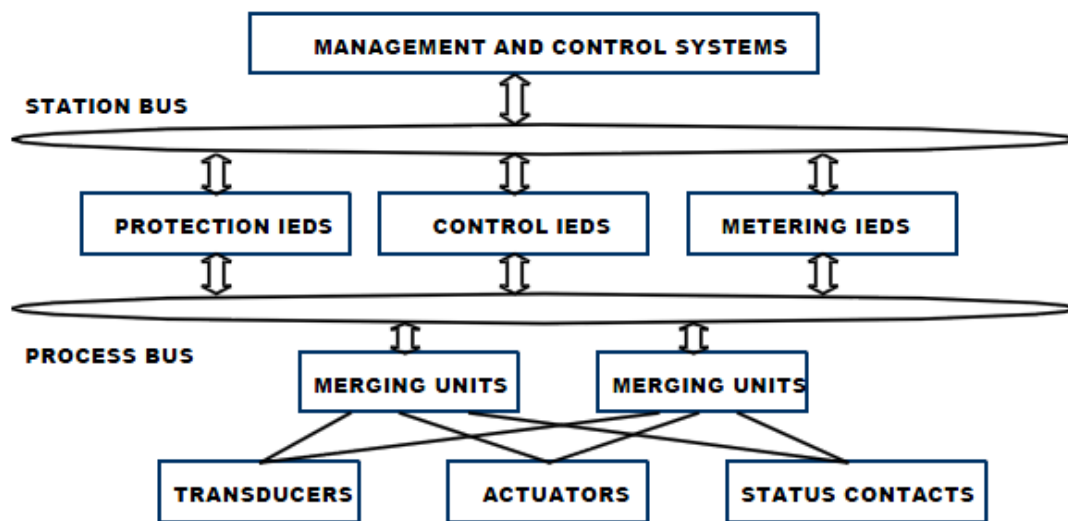 MANAGEMENT AND CONTROL SYSTEMS
STATION BUS
PROTECTION IEDS
CONTROL IEDS
METERING IEDS
PROCESS BUS
MERGING UNITS
MERGING UNITS
TRANSDUCERS
ACTUATORS
STATUS CONTACTS